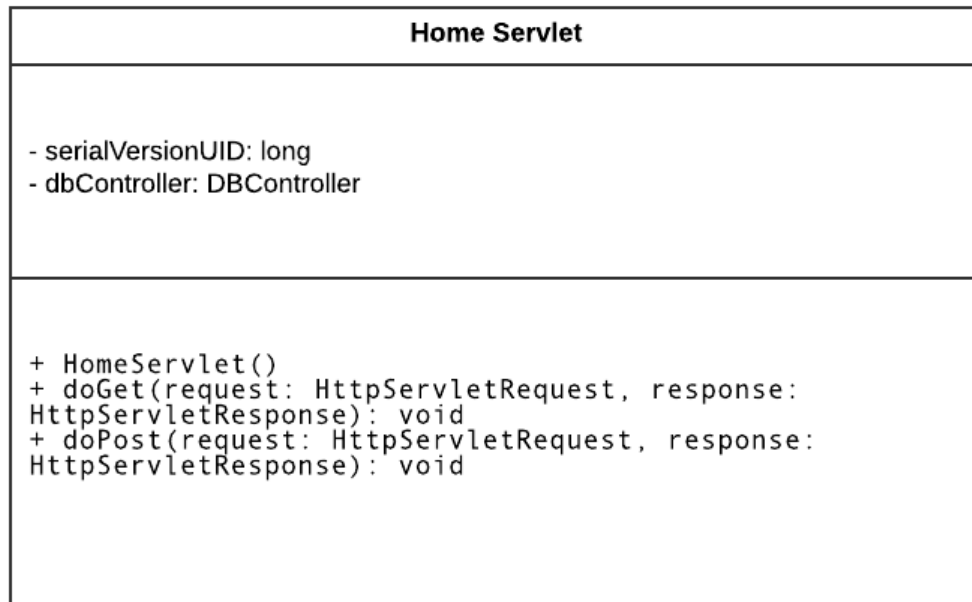 Home Servlet
- serialVersionUID: long
- dbController: DBController
+ HomeServlet()
+ doGet(request: HttpServletRequest, response:
HttpServletResponse): void
+ doPost(request: HttpServletRequest, response:
HttpServletResponse): void